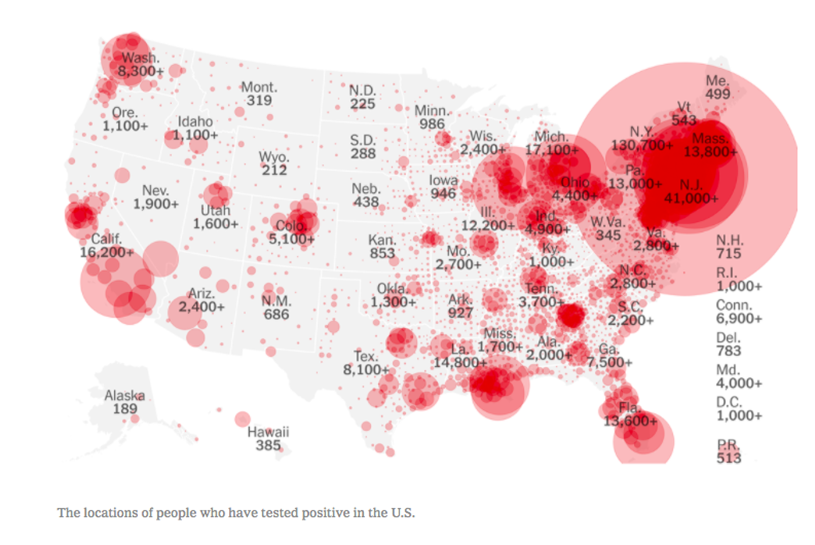 Wash.
8,300+
Mont.
319
N.D.
225
Minn.
986
Me.
499
Vt
543
Ore.
1,100+
Idaho
1,100+
S.D.
288
Wis.
2,400+
Mich.
17,100+
N.Y.
130,700+
Mass.
13,800+
Wyo.
212
Nev.
1,900+
Utah
1,600+
Neb.
438
Iowa
946
Ohio
4,400+
Pa.
13,000+
N.J.
41,000+
Colo.
5,100+
Ill.
12,200+
Ind.
4,900+
W.Va.
345
Va.
2,800+
Calif.
16,200+
Kan.
853
Mo.
2,700+
Ky.
1,000+
N.H.
715
Ariz.
2,400+
N.M.
686
Okla.
1,300+
Ark.
927
Tenn.
3,700+
N.C.
2,800+
R.I.
1,000+
S.C.
2,200+
Conn.
6,900+
Tex.
8,100+
La.
14,800+
Miss.
1,700+
Ala.
2,000+
Ga.
7,500+
Del.
783
Md.
4,000+
Alaska
189
Hawaii
385
Fla.
13,600+
D.C.
1,000+
P.R.
513
The locations of people who have tested positive in the U.S.